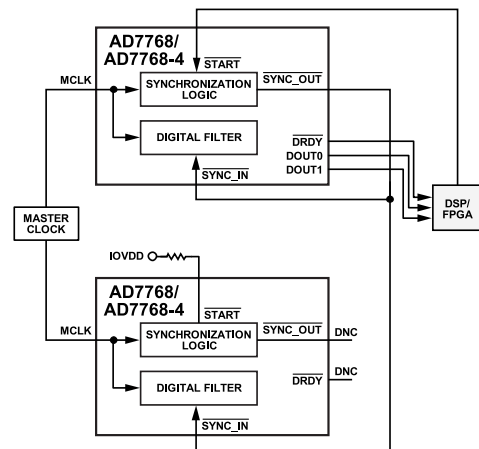 AD7768/
AD7768-4
START
MCLK
SYNCHRONIZATION
LOGIC
SYNC_OUT
DIGITAL FILTER
DRDY
DOUT0
DOUT1
SYNC_IN
DSP/
FPGA
MASTER
CLOCK
IOVDD
AD7768/
AD7768-4
START
MCLK
SYNCHRONIZATION
LOGIC
SYNC_OUT
DNC
DIGITAL FILTER
DRDY
DNC
SYNC_IN